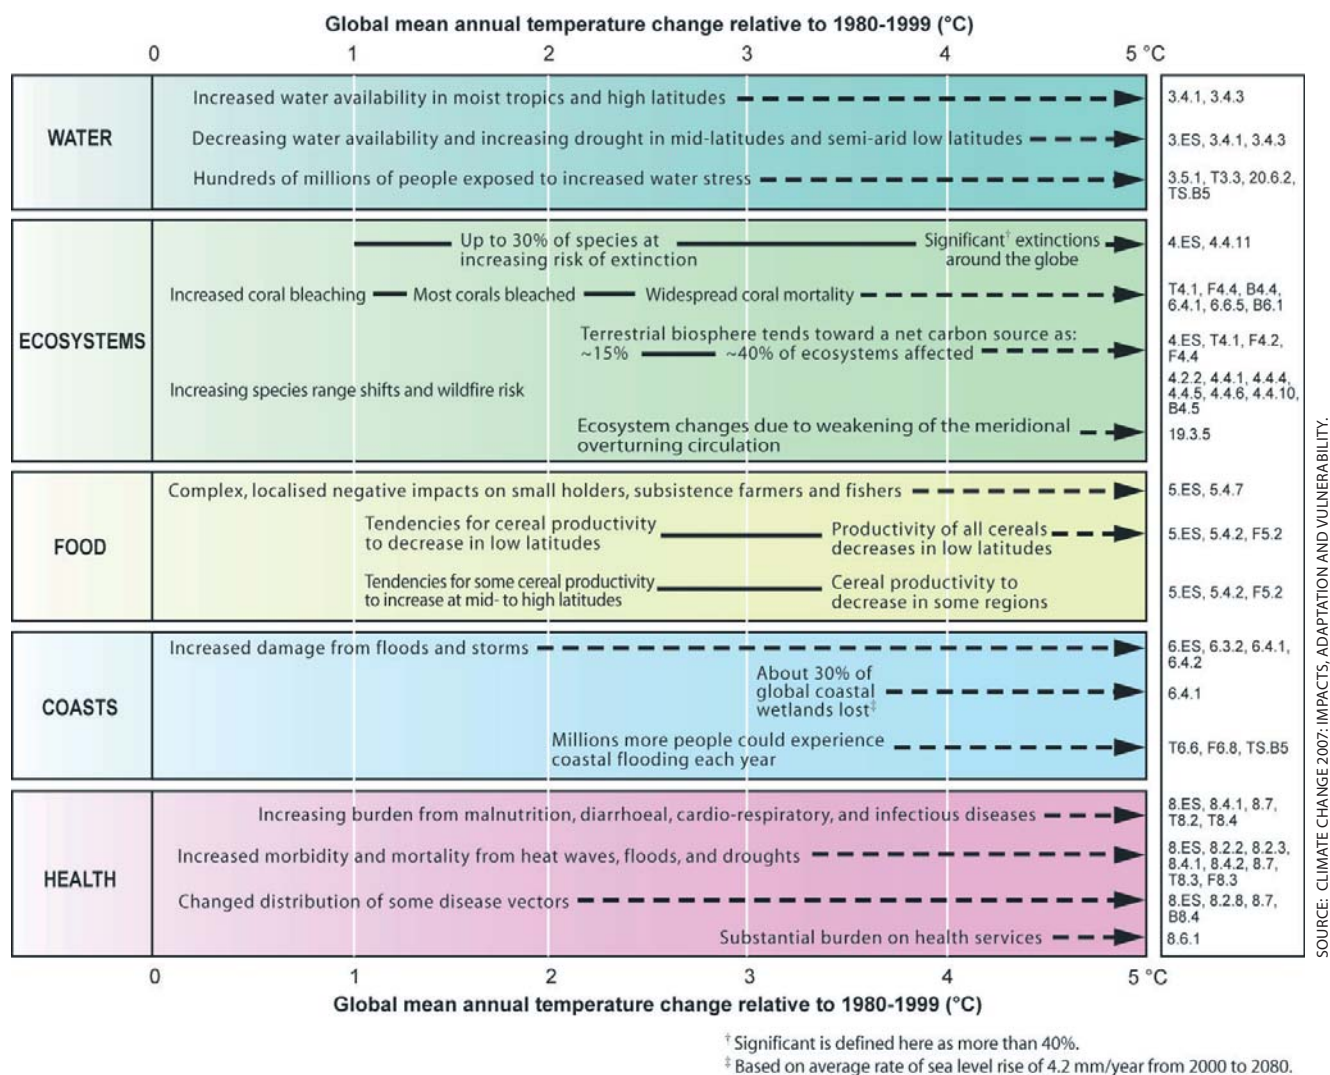 Global mean annual temperature change relative to 1980-1999 (°C)
0 1 2 3 4 5 °C
WATER
Increased water availability in moist tropics and high latitudes
3.4.1, 3.4.3
Decreasing water availability and increasing drought in mid-latitudes and semi-arid low latitudes
3.ES, 3.4.1, 3.4.3
Hundreds of millions of people exposed to increased water stress
3.5.1, T3.3, 20.6.2,
TS.B5
ECOSYSTEMS
Up to 30% of species at
increasing risk of extinction
Significant† extinctions
around the globe
4.ES, 4.4.11
Increased coral bleaching Most corals bleached Widespread coral mortality
T4.1, F4.4, B4.4,
6.4.1, 6.6.5, B6.1
Terrestrial biosphere tends toward a net carbon source as:
~15% ~40% of ecosystems affected
4.ES, T4.1, F4.2,
F4.4
Increasing species range shifts and wildfire risk
4.2.2, 4.4.1, 4.4.4,
4.4.5, 4.4.6, 4.4.10,
B4.5
Ecosystem changes due to weakening of the meridional
overturning circulation
19.3.5
FOOD
Complex, localised negative impacts on small holders, subsistence farmers and fishers
5.ES, 5.4.7
Tendencies for cereal productivity
to decrease in low latitudes
Productivity of all cereals
decreases in low latitudes
5.ES, 5.4.2, F5.2
Tendencies for some cereal productivity
to increase at mid- to high latitudes
Cereal productivity to
decrease in some regions
5.ES, 5.4.2, F5.2
COASTS
Increased damage from floods and storms
6.ES, 6.3.2, 6.4.1,
6.4.2
About 30% of
global coastal
wetlands lost‡
6.4.1
Millions more people could experience
coastal flooding each year
T6.6, F6.8, TS.B5
HEALTH
Increasing burden from malnutrition, diarrhoeal, cardio-respiratory, and infectious diseases
8.ES, 8.4.1, 8.7,
T8.2, T8.4
Increased morbidity and mortality from heat waves, floods, and droughts
8.ES, 8.2.2, 8.2.3,
8.4.1, 8.4.2, 8.7,
T8.3, F8.3
Changed distribution of some disease vectors
8.ES, 8.2.8, 8.7,
B8.4
Substantial burden on health services
8.6.1
0 1 2 3 4 5 °C
Global mean annual temperature change relative to 1980-1999 (°C)
† Significant is defined here as more than 40%.
‡ Based on average rate of sea level rise of 4.2 mm/year from 2000 to 2080.
SOURCE: CLIMATE CHANGE 2007: IMPACTS, ADAPTATION AND VULNERABILITY.